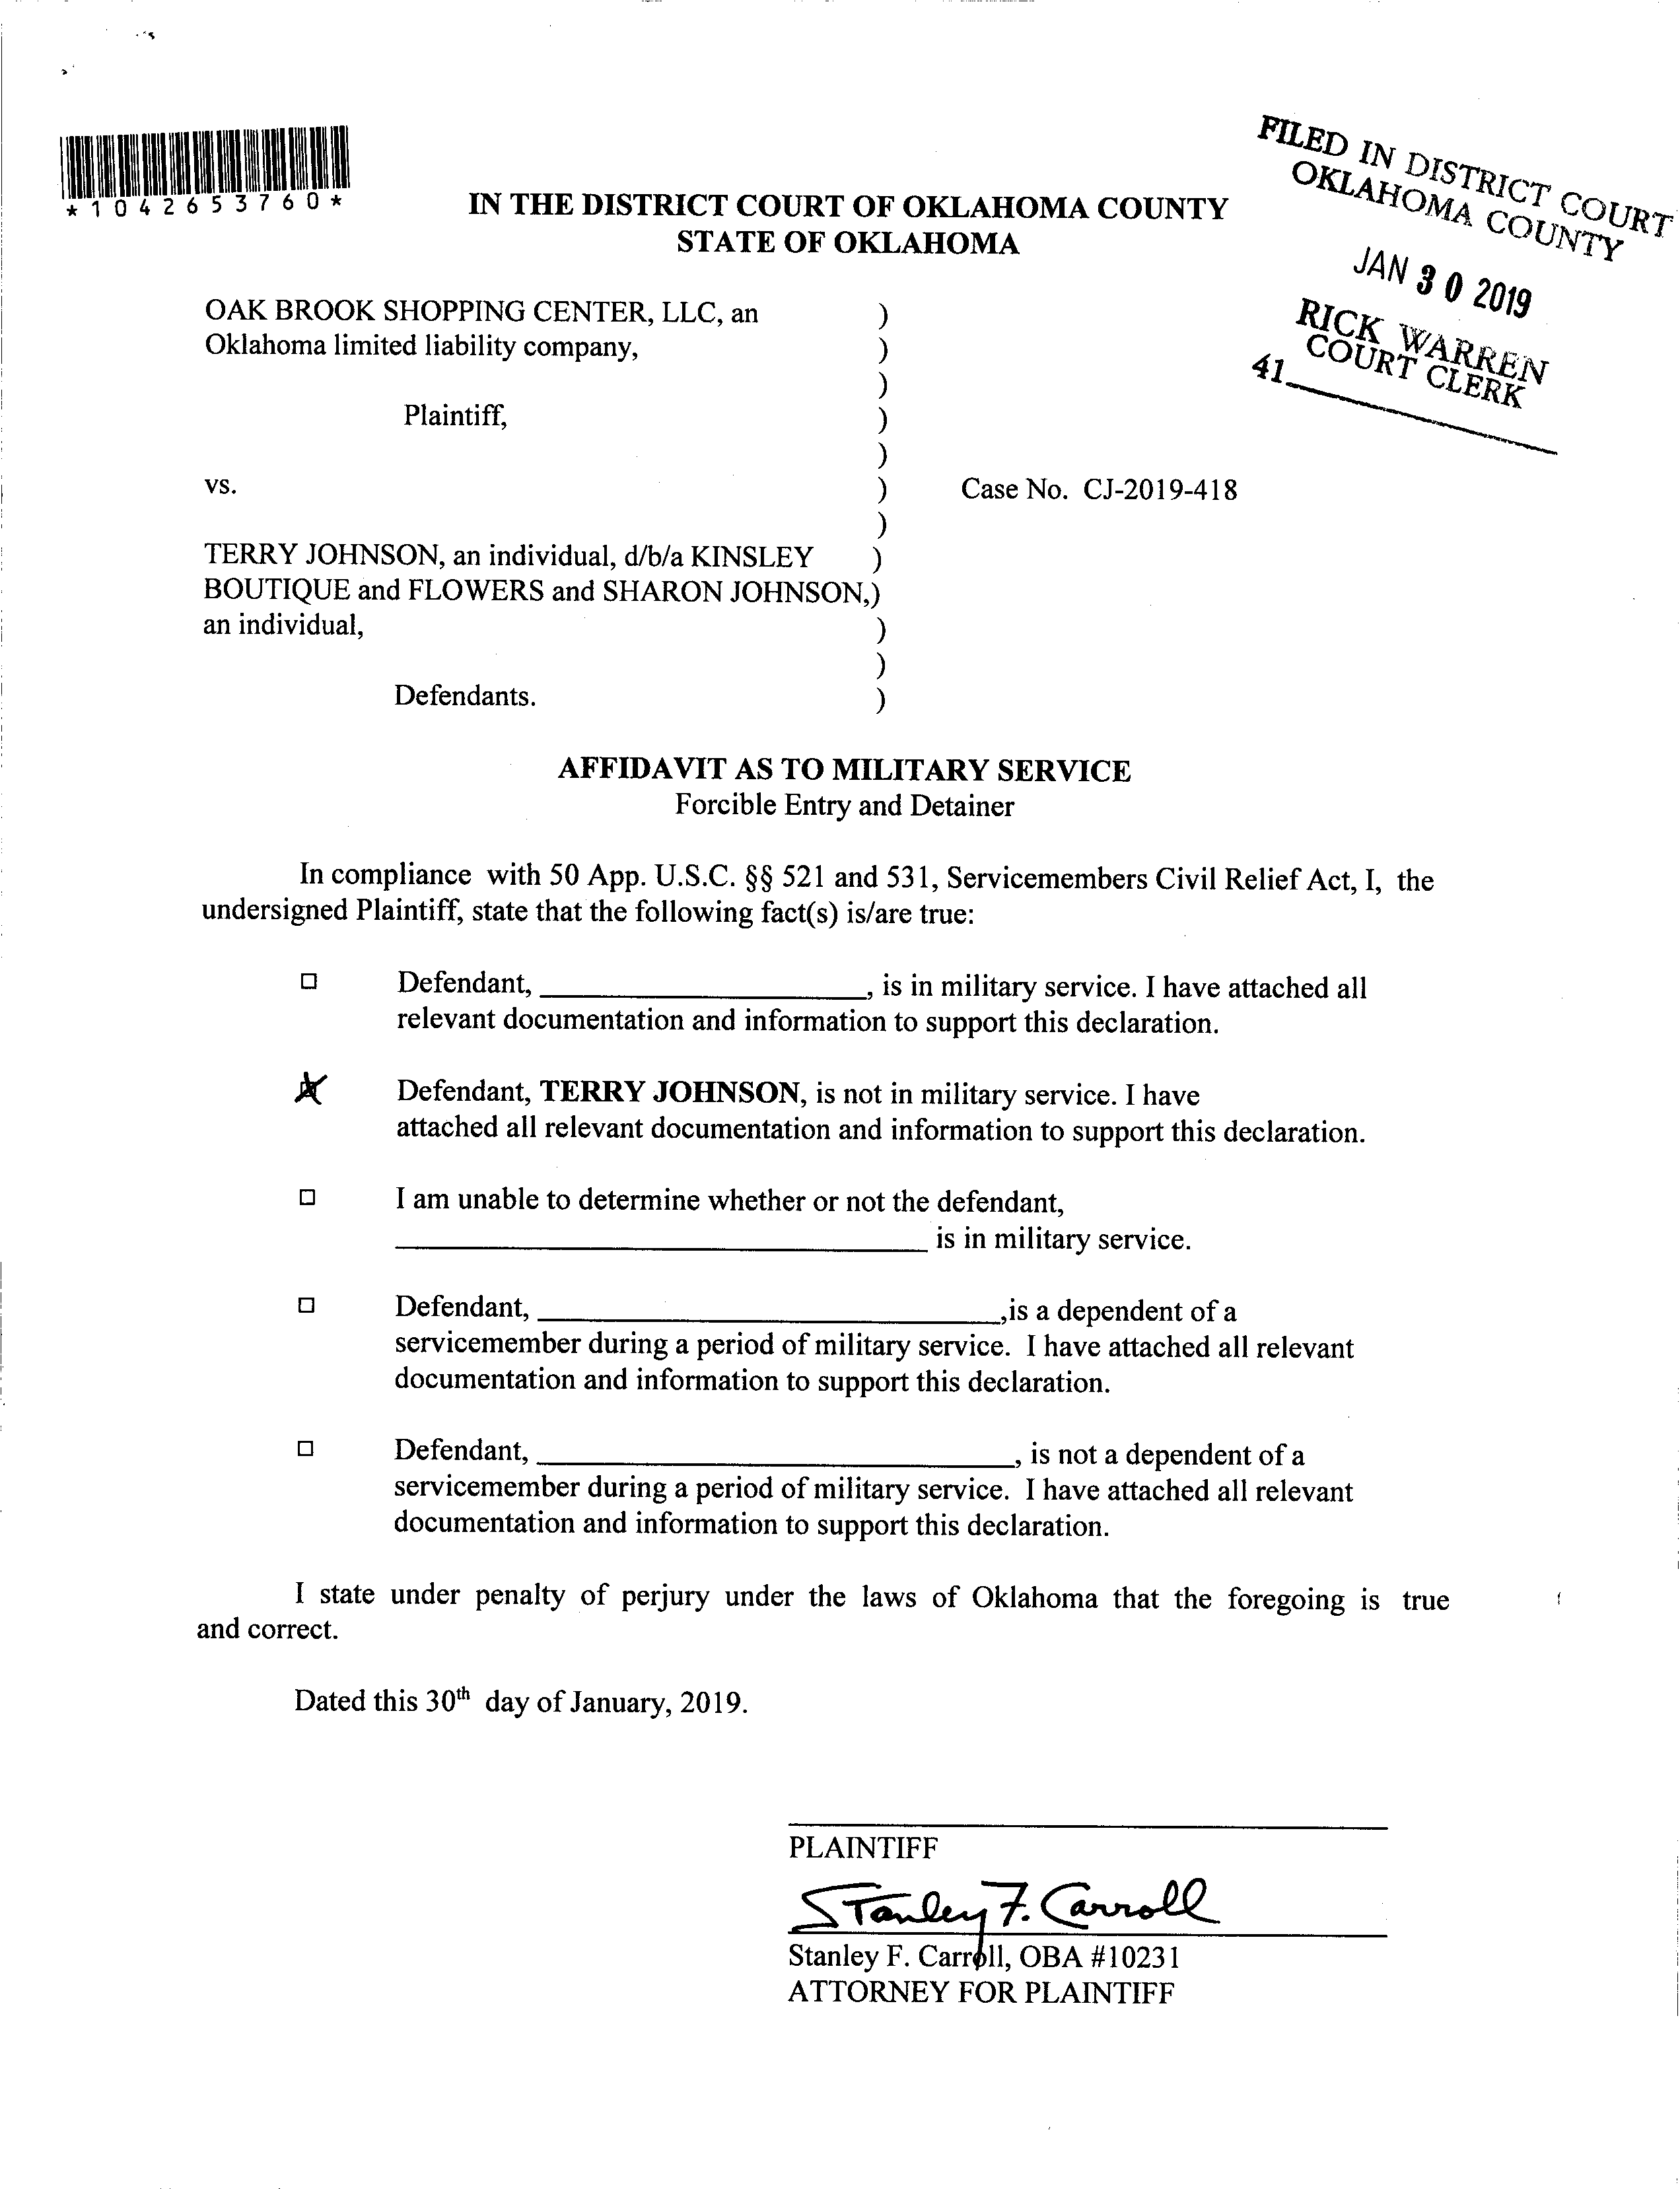 *1042653760*
FILED IN DISTRICT COURT
OKLAHOMA COUNTY
JAN 30 2019
RICK WARREN
COURT CLERK
41
IN THE DISTRICT COURT OF OKLAHOMA COUNTY
STATE OF OKLAHOMA
OAK BROOK SHOPPING CENTER, LLC, an )
Oklahoma limited liability company, )
)
Plaintiff, )
)
vs. ) Case No. CJ-2019-418
)
TERRY JOHNSON, an individual, d/b/a KINSLEY )
BOUTIQUE and FLOWERS and SHARON JOHNSON,)
an individual, )
)
Defendants. )
AFFIDAVIT AS TO MILITARY SERVICE
Forcible Entry and Detainer
In compliance with 50 App. U.S.C. §§ 521 and 531, Servicemembers Civil Relief Act, I, the
undersigned Plaintiff, state that the following fact(s) is/are true:
☐ Defendant, ____________________, is in military service. I have attached all
relevant documentation and information to support this declaration.
☒ Defendant, TERRY JOHNSON, is not in military service. I have
attached all relevant documentation and information to support this declaration.
☐ I am unable to determine whether or not the defendant,
____________________ is in military service.
☐ Defendant, ____________________,is a dependent of a
servicemember during a period of military service. I have attached all relevant
documentation and information to support this declaration.
☐ Defendant, ____________________, is not a dependent of a
servicemember during a period of military service. I have attached all relevant
documentation and information to support this declaration.
I state under penalty of perjury under the laws of Oklahoma that the foregoing is true
and correct.
Dated this 30th day of January, 2019.
PLAINTIFF
Stanley F. Carroll
Stanley F. Carroll, OBA #10231
ATTORNEY FOR PLAINTIFF